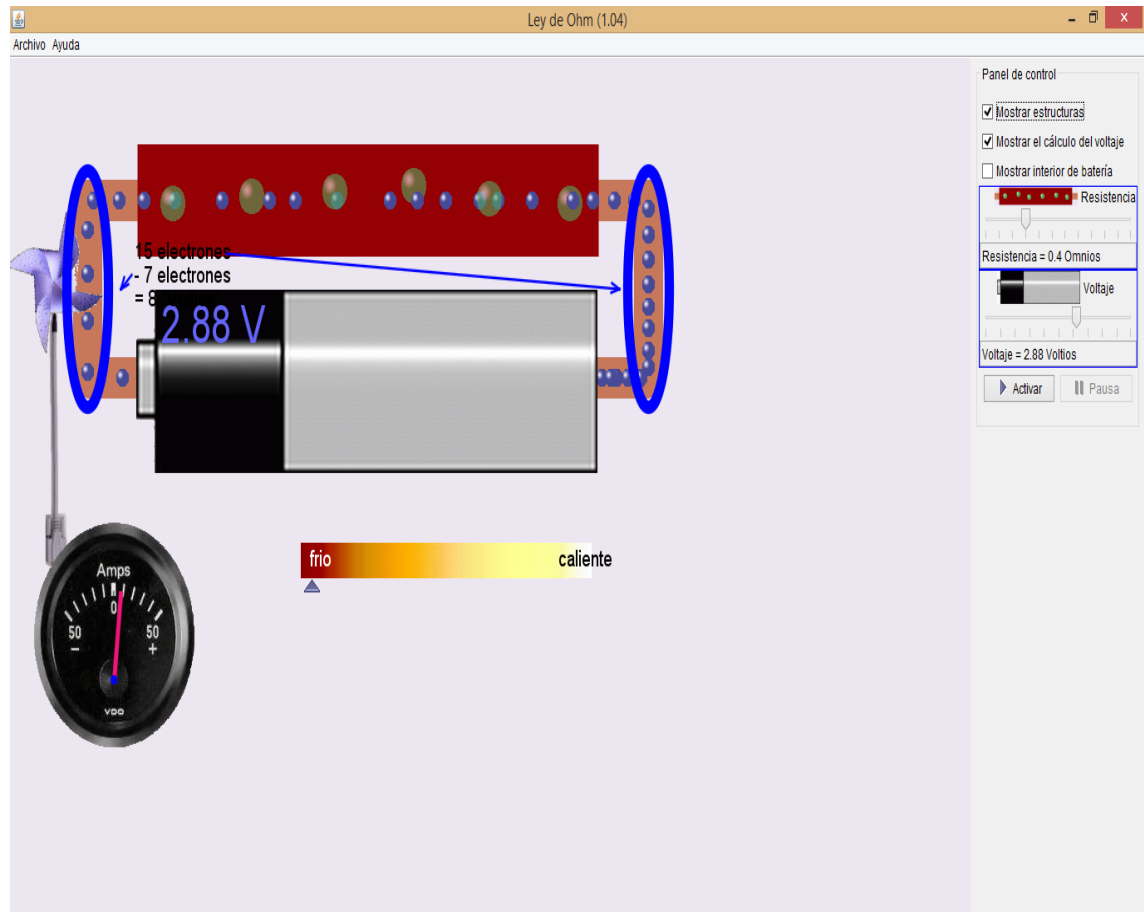 Ley de Ohm (1.04)
Archivo Ayuda
Panel de control
Mostrar estructuras
Mostrar el cálculo del voltaje
Mostrar interior de batería
Resistencia
Resistencia = 0.4 Omnios
Voltaje
Voltaje = 2.88 Voltios
Activar Pausa
15 electrones
- 7 electrones
= 8
2.88 V
frio caliente
Amps
0
50 50
- +
VDO